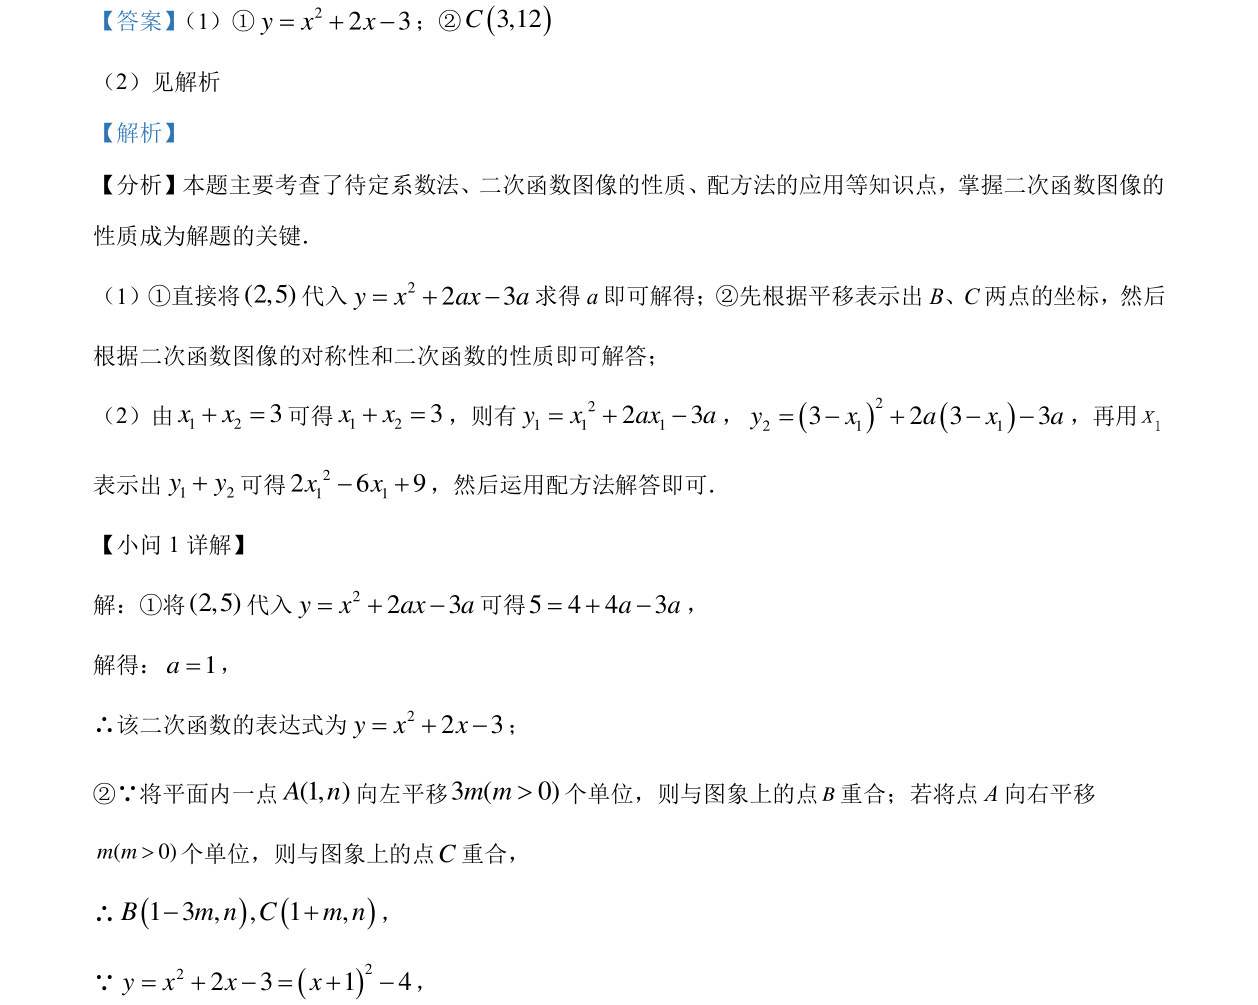 【答案】（1）① y = x² + 2x − 3；② C(3,12)
（2）见解析
【解析】
【分析】本题主要考查了待定系数法、二次函数图像的性质、配方法的应用等知识点，掌握二次函数图像的
性质成为解题的关键．
（1）①直接将 (2,5) 代入 y = x² + 2ax − 3a 求得 a 即可解得；②先根据平移表示出 B、C 两点的坐标，然后
根据二次函数图像的对称性和二次函数的性质即可解答；
（2）由 x₁ + x₂ = 3 可得 x₁ + x₂ = 3，则有 y₁ = x₁² + 2ax₁ − 3a， y₂ = (3 − x₁)² + 2a(3 − x₁) − 3a，再用 x₁
表示出 y₁ + y₂ 可得 2x₁² − 6x₁ + 9，然后运用配方法解答即可．
【小问 1 详解】
解：①将 (2,5) 代入 y = x² + 2ax − 3a 可得 5 = 4 + 4a − 3a，
解得： a = 1，
∴该二次函数的表达式为 y = x² + 2x − 3；
②∵将平面内一点 A(1,n) 向左平移 3m(m > 0) 个单位，则与图象上的点 B 重合；若将点 A 向右平移
m(m > 0) 个单位，则与图象上的点 C 重合，
∴ B(1 − 3m,n),C(1 + m,n)，
∵ y = x² + 2x − 3 = (x + 1)² − 4，